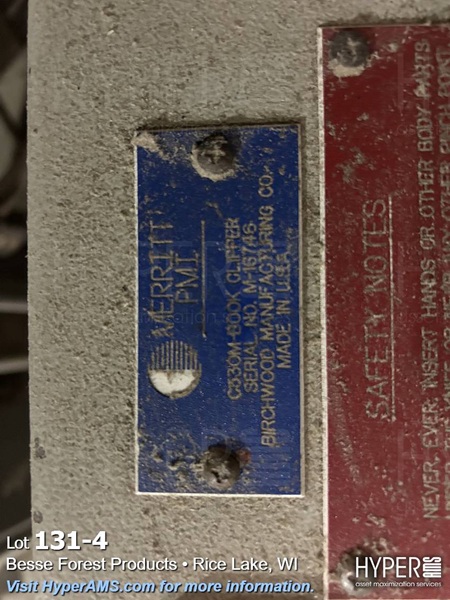 MERRITT
PMI
C530M-BOOK CLIPPER
SERIAL NO. M-16774G
BIRCHWOOD MANUFACTURING CO.
MADE IN U.S.A.
SAFETY NOTES
NEVER, EVER INSERT HANDS OR OTHER BODY PARTS
Lot 131-4
Besse Forest Products • Rice Lake, WI
Visit HyperAMS.com for more information.
HYPER AMS
asset maximization services